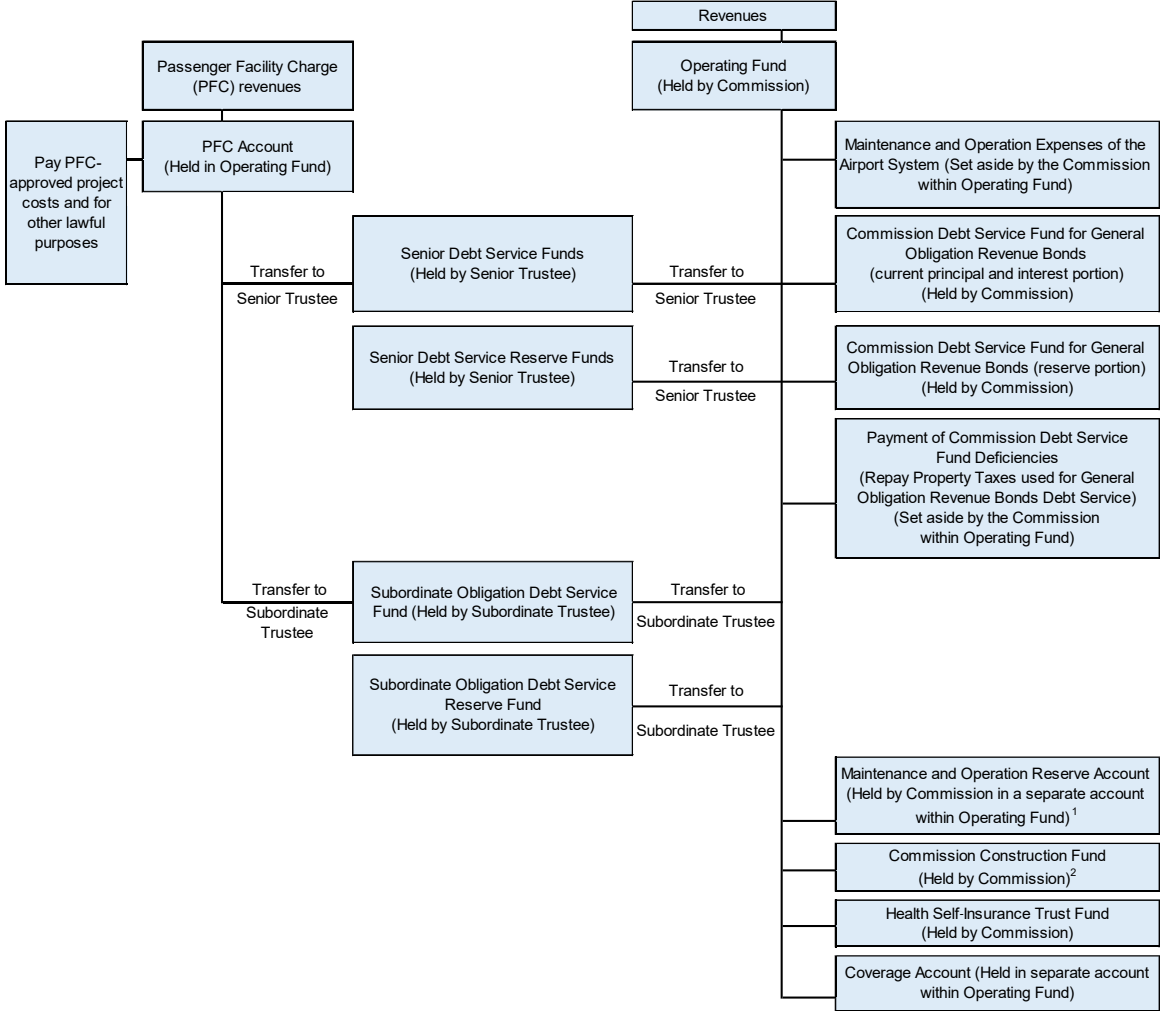 Revenues
Passenger Facility Charge
(PFC) revenues
Operating Fund
(Held by Commission)
Pay PFC-
approved project
costs and for
other lawful
purposes
PFC Account
(Held in Operating Fund)
Maintenance and Operation Expenses of the
Airport System (Set aside by the Commission
within Operating Fund)
Transfer to
Senior Trustee
Senior Debt Service Funds
(Held by Senior Trustee)
Transfer to
Senior Trustee
Commission Debt Service Fund for General
Obligation Revenue Bonds
(current principal and interest portion)
(Held by Commission)
Senior Debt Service Reserve Funds
(Held by Senior Trustee)
Transfer to
Senior Trustee
Commission Debt Service Fund for General
Obligation Revenue Bonds (reserve portion)
(Held by Commission)
Payment of Commission Debt Service
Fund Deficiencies
(Repay Property Taxes used for General
Obligation Revenue Bonds Debt Service)
(Set aside by the Commission
within Operating Fund)
Transfer to
Subordinate
Trustee
Subordinate Obligation Debt Service
Fund (Held by Subordinate Trustee)
Transfer to
Subordinate Trustee
Subordinate Obligation Debt Service
Reserve Fund
(Held by Subordinate Trustee)
Transfer to
Subordinate Trustee
Maintenance and Operation Reserve Account
(Held by Commission in a separate account
within Operating Fund)¹
Commission Construction Fund
(Held by Commission)²
Health Self-Insurance Trust Fund
(Held by Commission)
Coverage Account (Held in separate account
within Operating Fund)